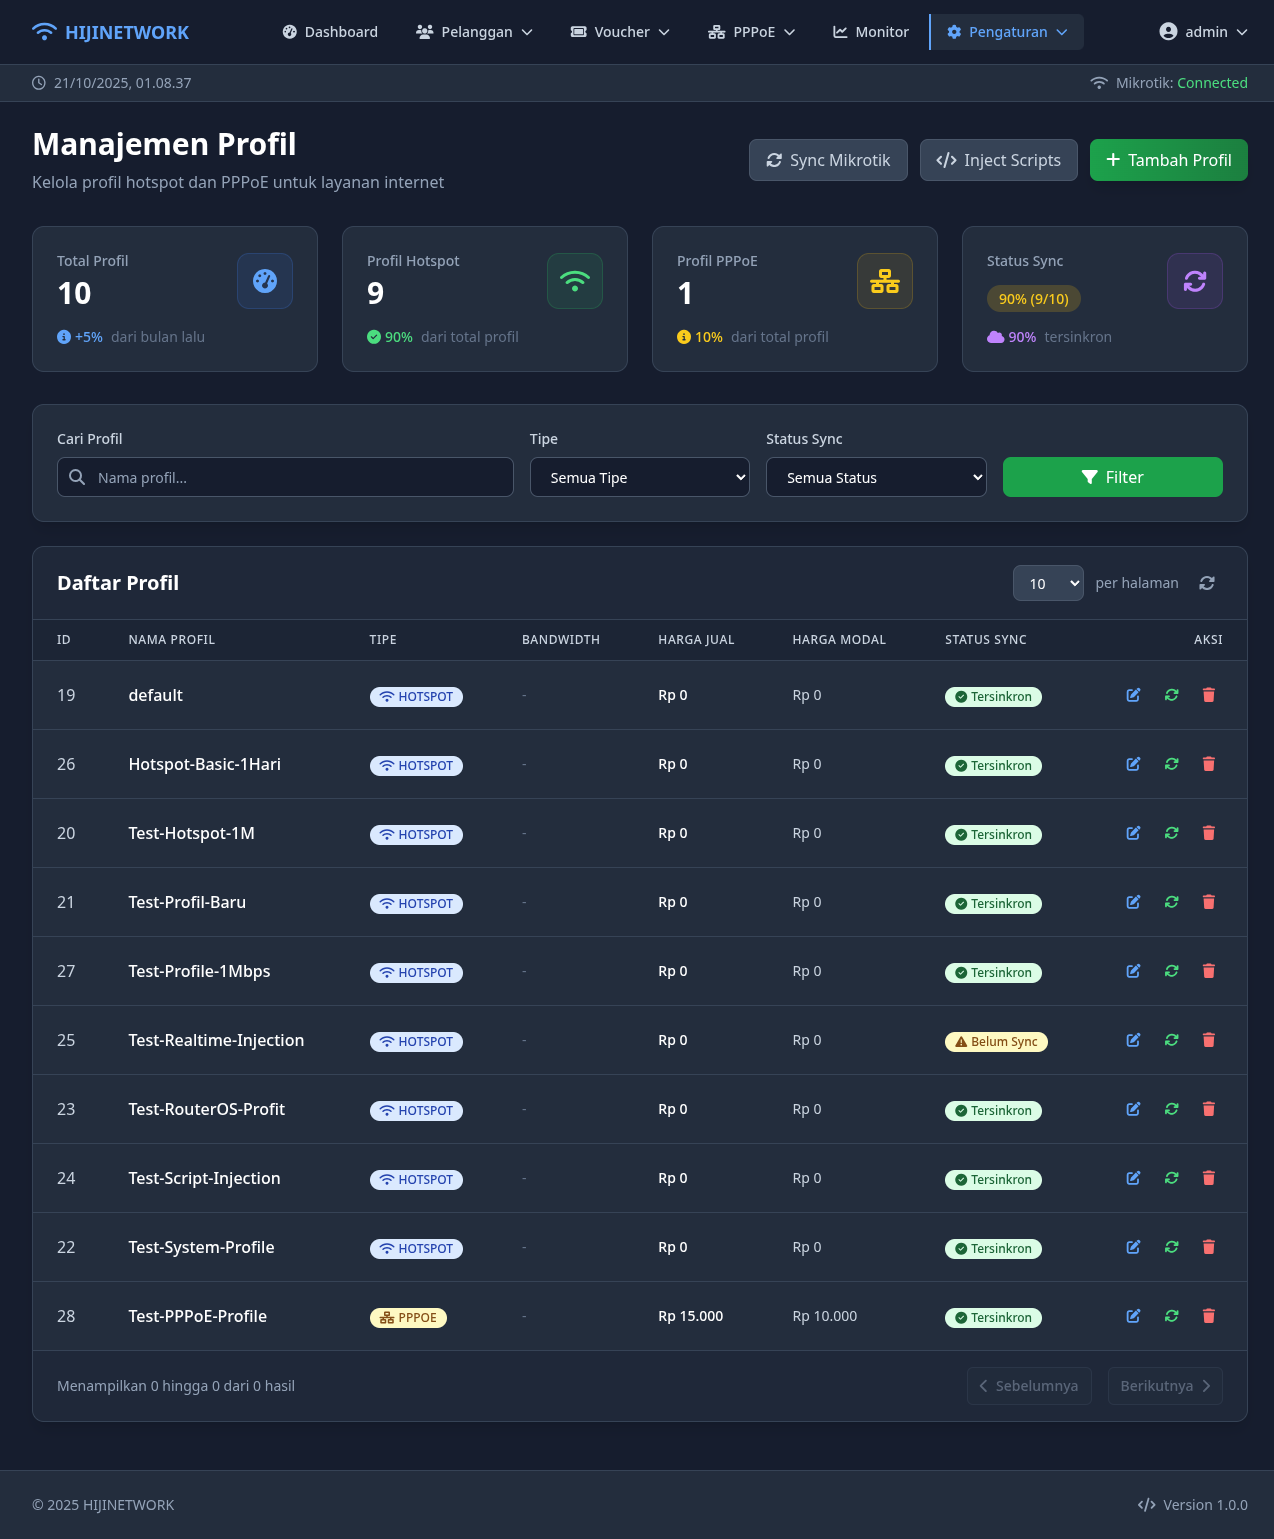 HIJINETWORK
Dashboard Pelanggan Voucher PPPoE Monitor Pengaturan admin
21/10/2025, 01.08.37 Mikrotik: Connected
Manajemen Profil
Kelola profil hotspot dan PPPoE untuk layanan internet
Sync Mikrotik Inject Scripts Tambah Profil
Total Profil
10
+5% dari bulan lalu
Profil Hotspot
9
90% dari total profil
Profil PPPoE
1
10% dari total profil
Status Sync
90% (9/10)
90% tersinkron
Cari Profil Tipe Status Sync
Nama profil... Semua Tipe Semua Status Filter
Daftar Profil 10 per halaman
ID NAMA PROFIL TIPE BANDWIDTH HARGA JUAL HARGA MODAL STATUS SYNC AKSI
19 default HOTSPOT - Rp 0 Rp 0 Tersinkron
26 Hotspot-Basic-1Hari HOTSPOT - Rp 0 Rp 0 Tersinkron
20 Test-Hotspot-1M HOTSPOT - Rp 0 Rp 0 Tersinkron
21 Test-Profil-Baru HOTSPOT - Rp 0 Rp 0 Tersinkron
27 Test-Profile-1Mbps HOTSPOT - Rp 0 Rp 0 Tersinkron
25 Test-Realtime-Injection HOTSPOT - Rp 0 Rp 0 Belum Sync
23 Test-RouterOS-Profit HOTSPOT - Rp 0 Rp 0 Tersinkron
24 Test-Script-Injection HOTSPOT - Rp 0 Rp 0 Tersinkron
22 Test-System-Profile HOTSPOT - Rp 0 Rp 0 Tersinkron
28 Test-PPPoE-Profile PPPOE - Rp 15.000 Rp 10.000 Tersinkron
Menampilkan 0 hingga 0 dari 0 hasil Sebelumnya Berikutnya
© 2025 HIJINETWORK Version 1.0.0